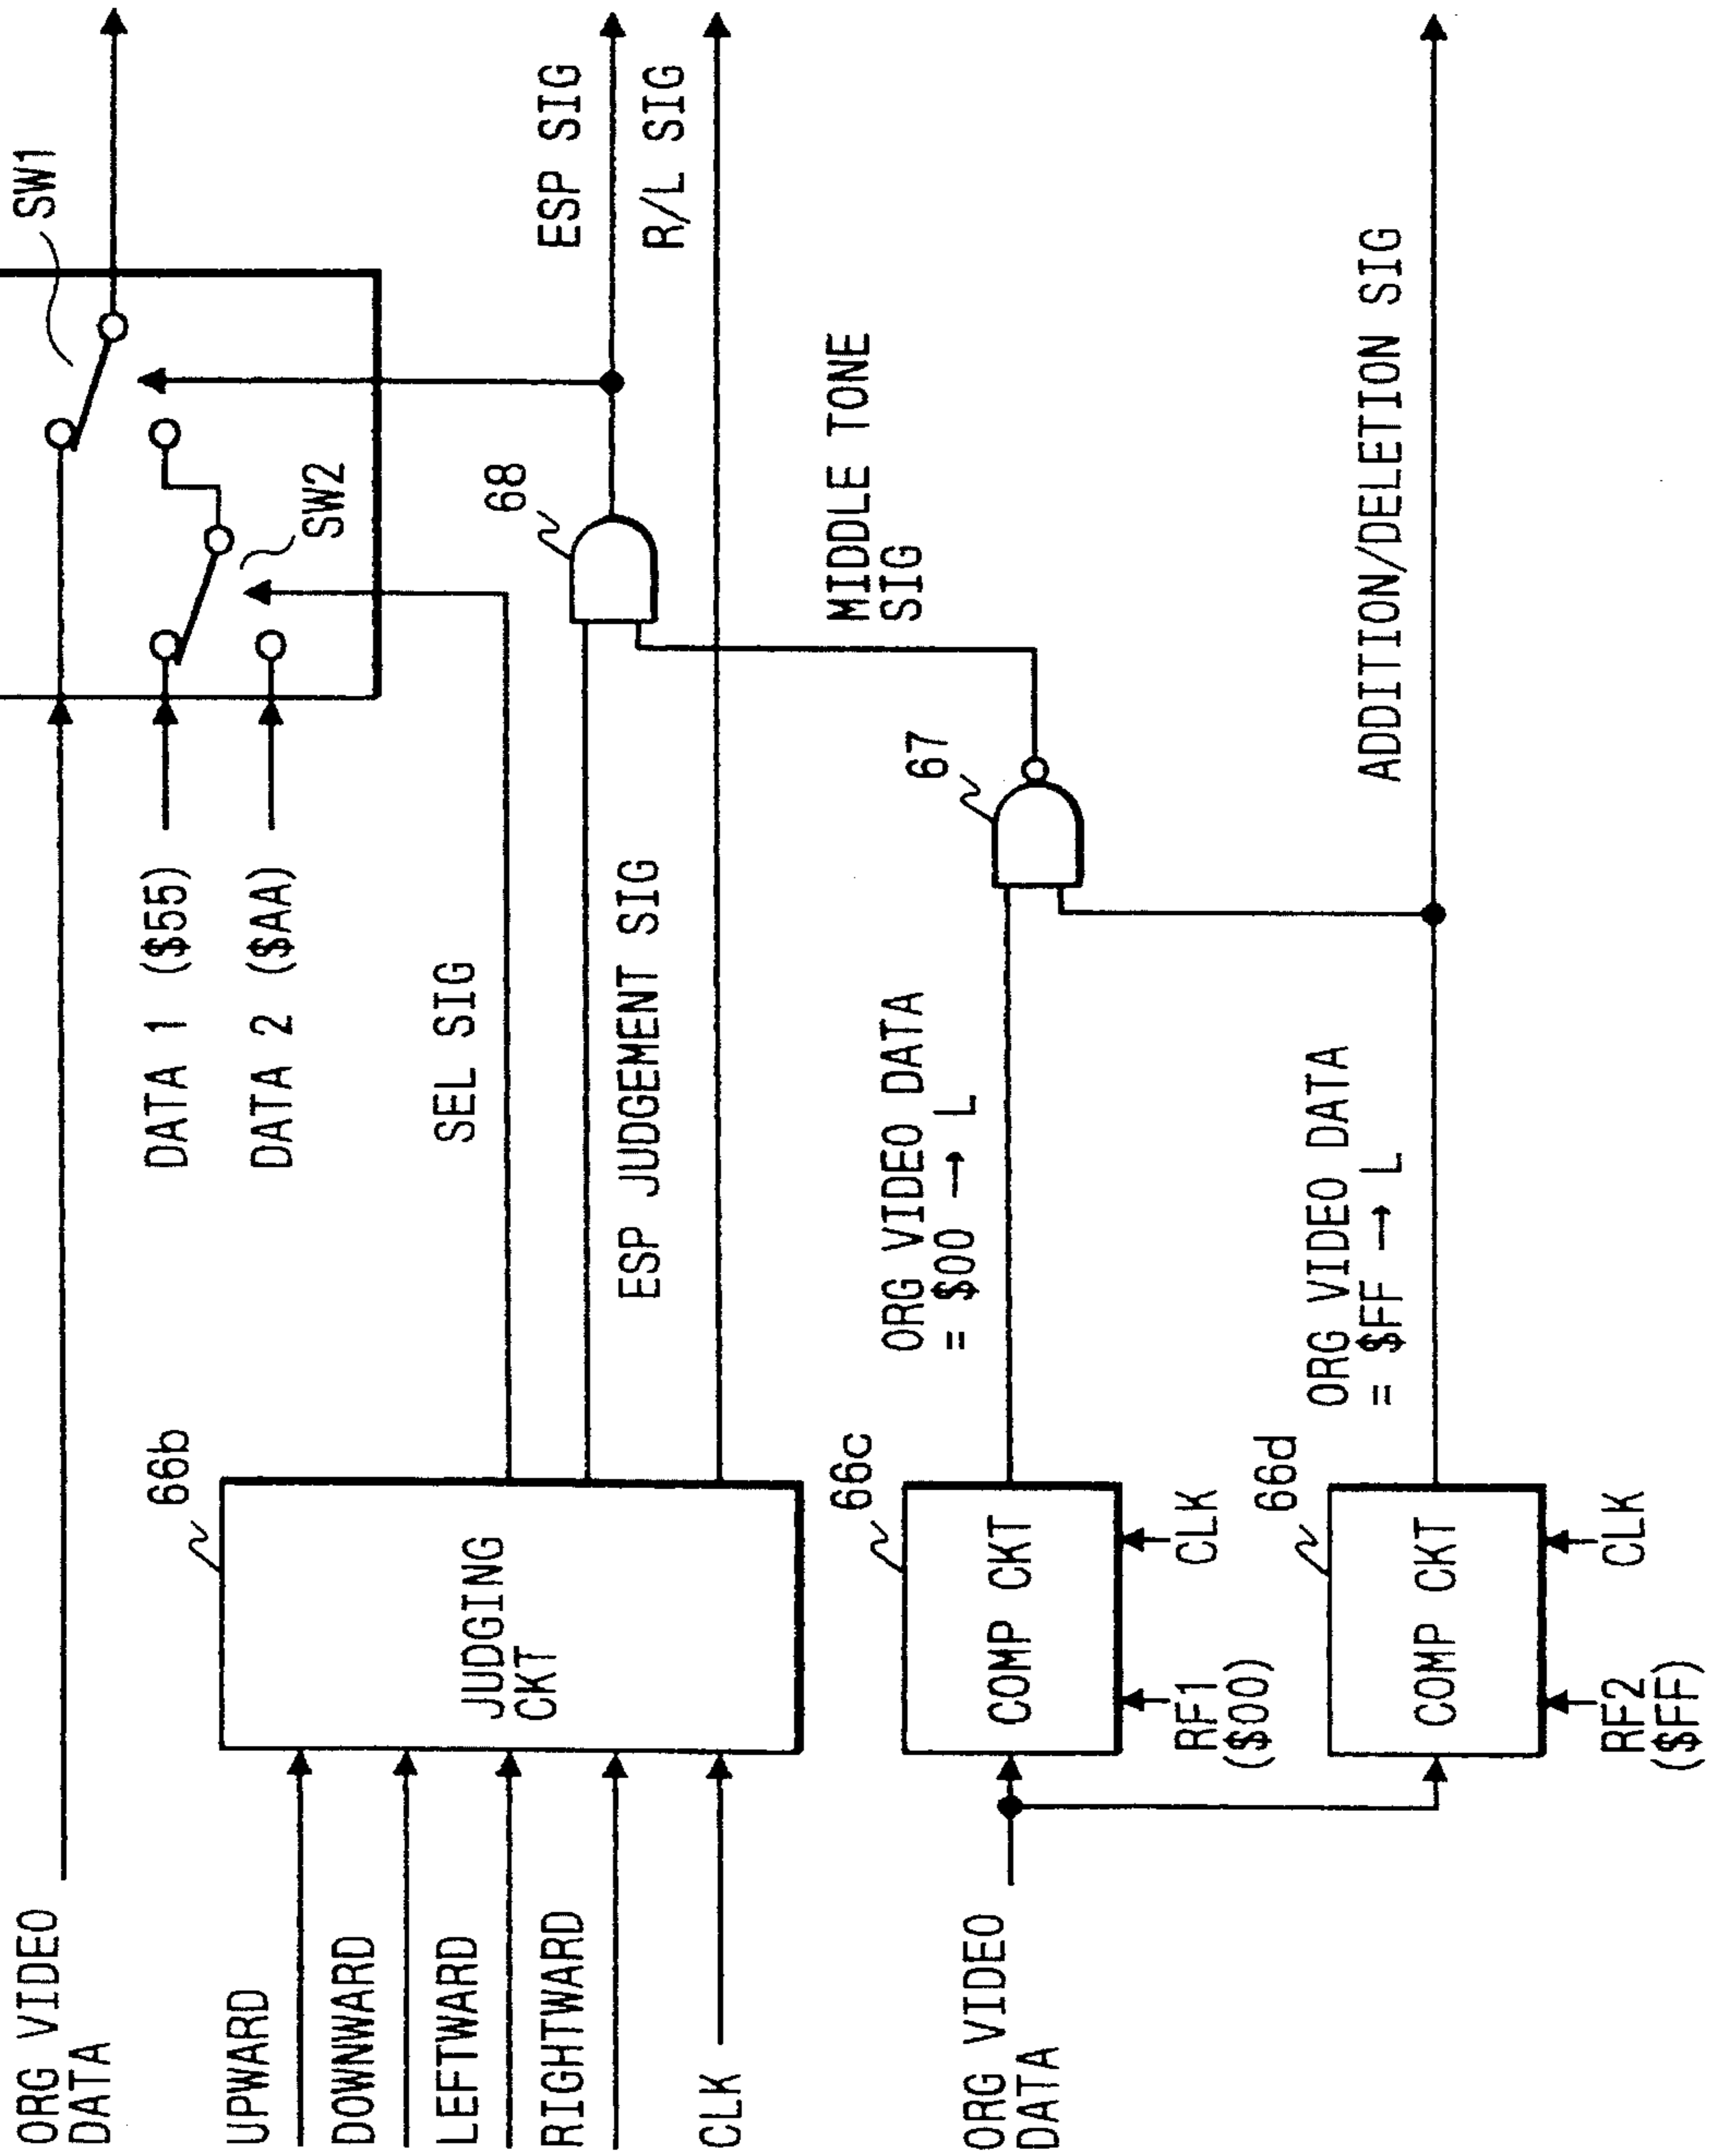 SW1
ORG VIDEO
DATA
DATA 1 ($55)
DATA 2 ($AA)
SW2
66b
UPWARD
DOWNWARD
LEFTWARD
RIGHTWARD
CLK
JUDGING
CKT
SEL SIG
ESP JUDGEMENT SIG
68
ESP SIG
R/L SIG
MIDDLE TONE
SIG
67
66c
ORG VIDEO
DATA
COMP CKT
RF1
($00)
CLK
ORG VIDEO DATA
= $00 → L
66d
COMP CKT
RF2
($FF)
CLK
ORG VIDEO DATA
= $FF → L
ADDITION/DELETION SIG